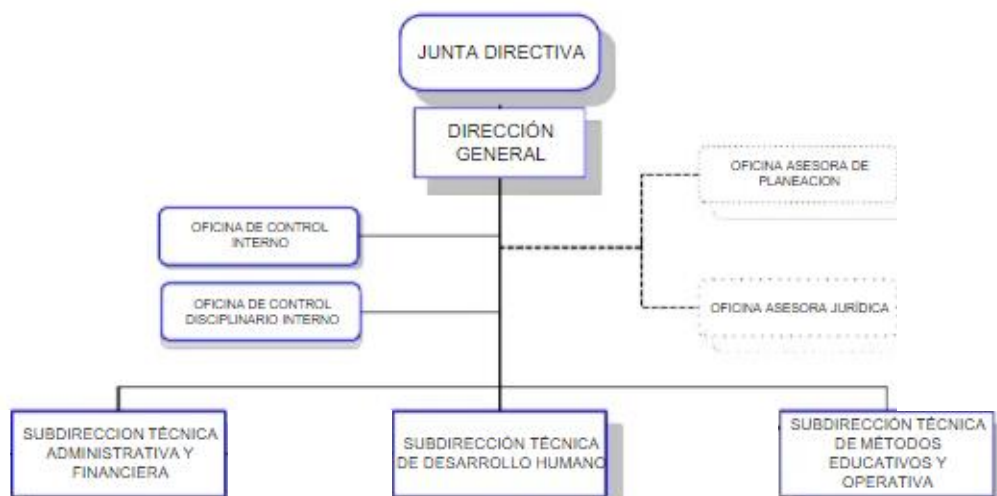 JUNTA DIRECTIVA
DIRECCIÓN
GENERAL
OFICINA ASESORA DE
PLANEACION
OFICINA DE CONTROL
INTERNO
OFICINA DE CONTROL
DISCIPLINARIO INTERNO
OFICINA ASESORA JURÍDICA
SUBDIRECCION TÉCNICA
ADMINISTRATIVA Y
FINANCIERA
SUBDIRECCIÓN TÉCNICA
DE DESARROLLO HUMANO
SUBDIRECCIÓN TÉCNICA
DE MÉTODOS
EDUCATIVOS Y
OPERATIVA